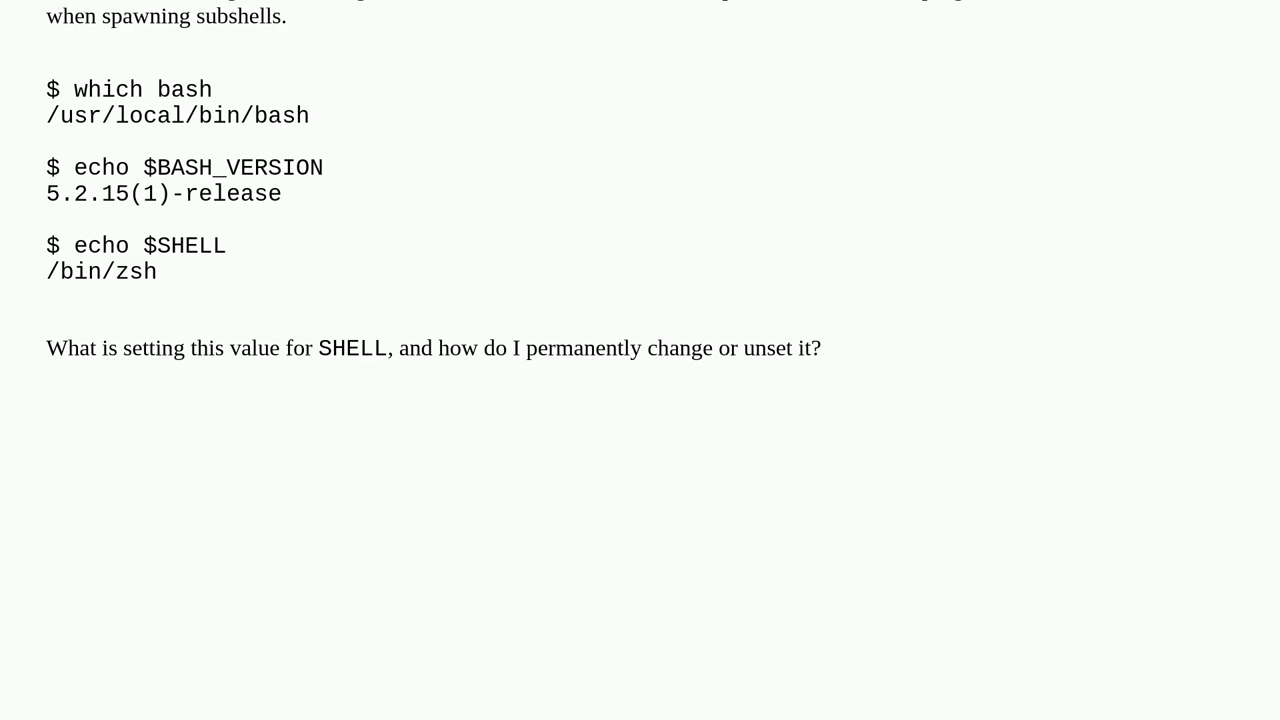 when spawning subshells.
$ which bash
/usr/local/bin/bash
$ echo $BASH_VERSION
5.2.15(1)-release
$ echo $SHELL
/bin/zsh
What is setting this value for SHELL, and how do I permanently change or unset it?